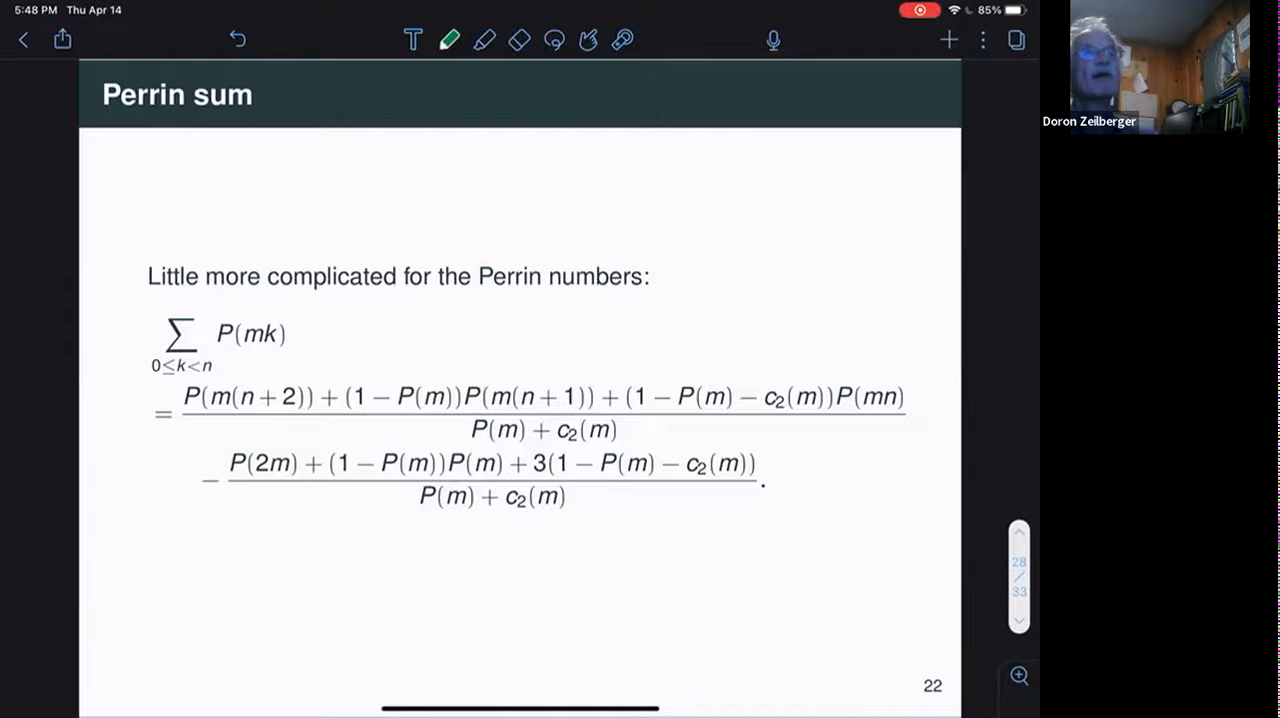 5:48 PM Thu Apr 14
85%
Perrin sum
Doron Zeilberger
Little more complicated for the Perrin numbers:
∑ P(mk)
0≤k<n
= P(m(n + 2)) + (1 − P(m))P(m(n + 1)) + (1 − P(m) − c₂(m))P(mn)
P(m) + c₂(m)
− P(2m) + (1 − P(m))P(m) + 3(1 − P(m) − c₂(m)) .
P(m) + c₂(m)
28
/
33
22